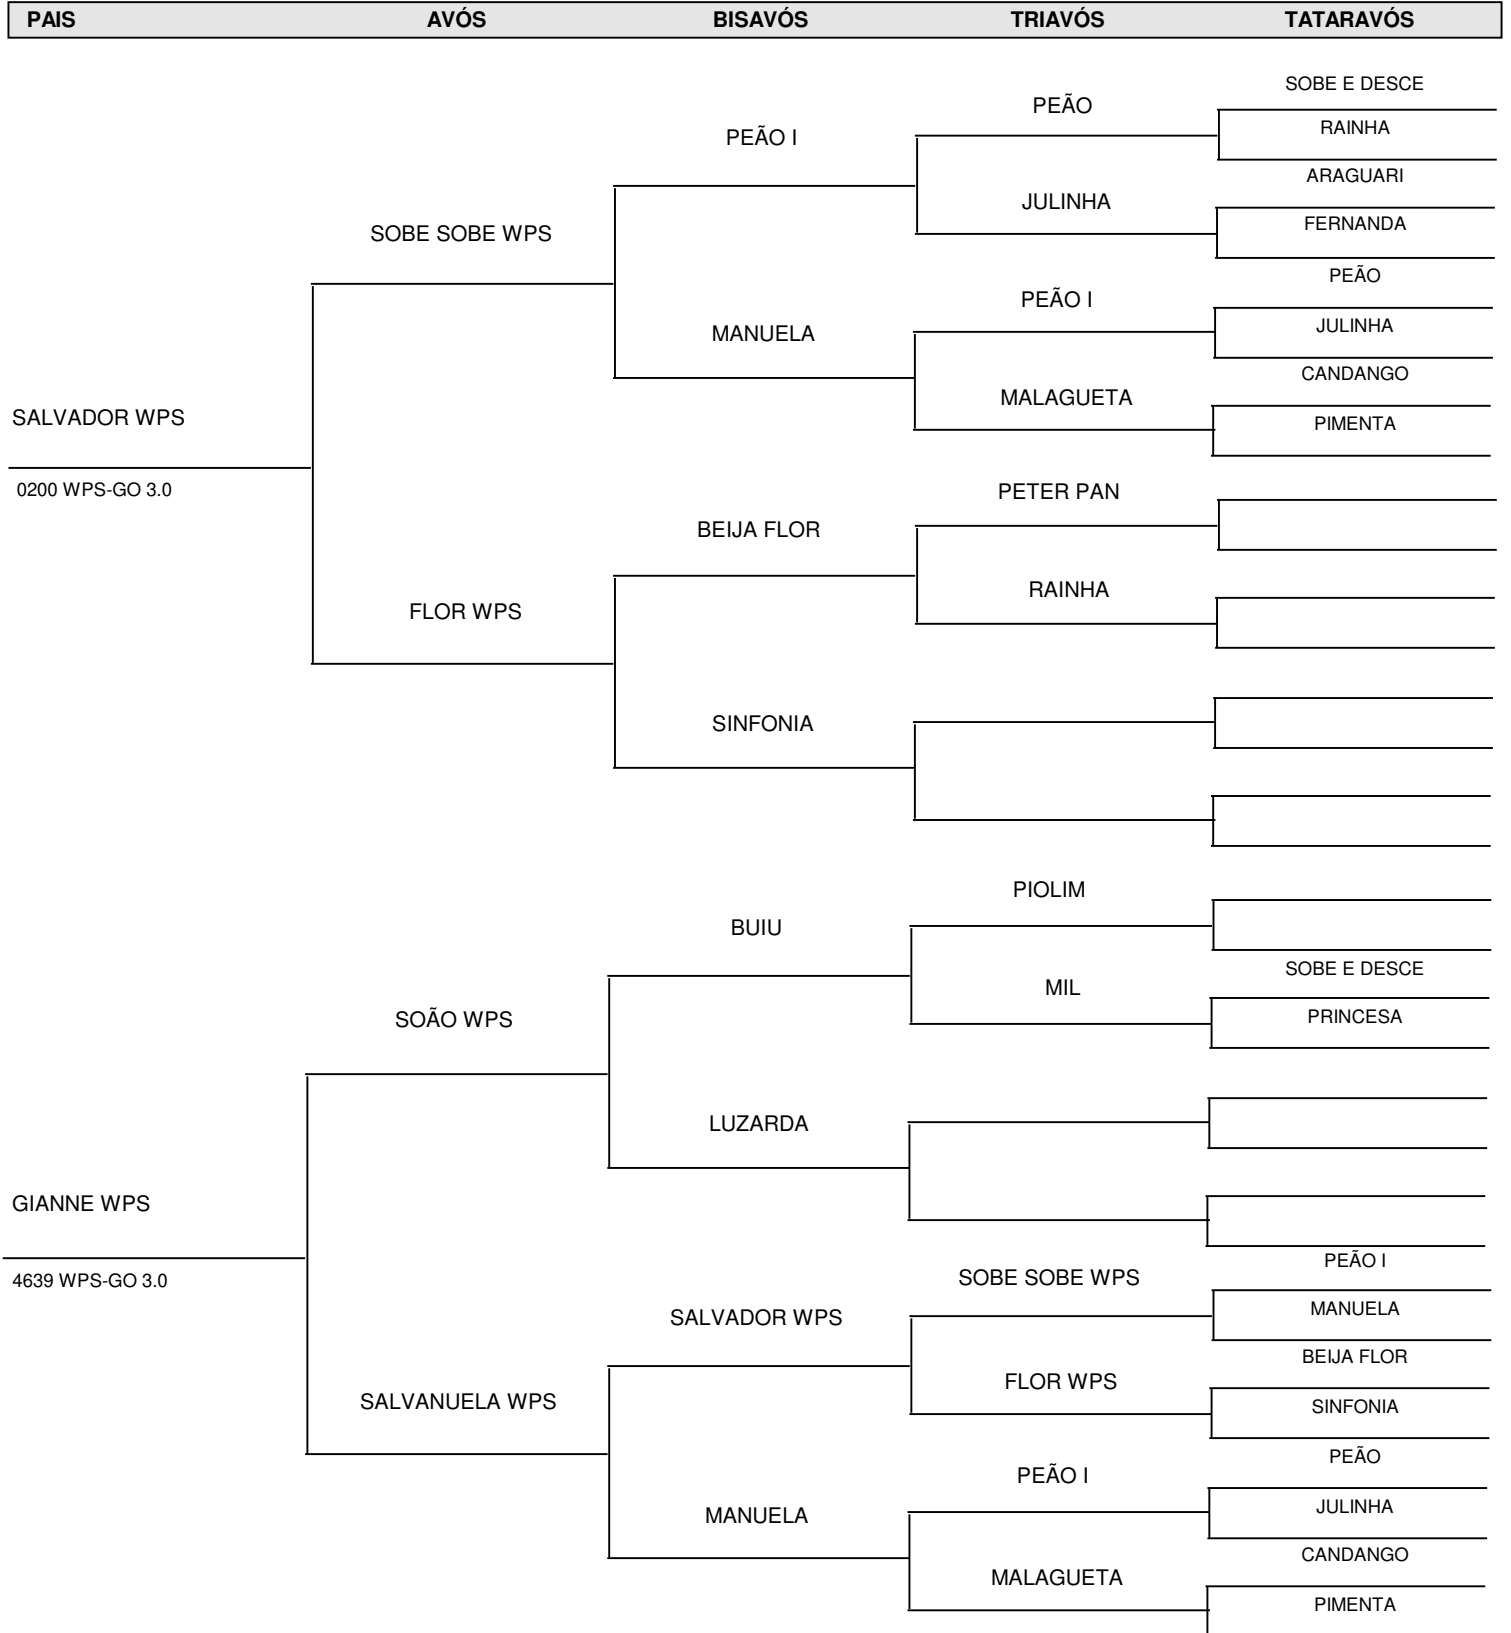 PAIS AVÓS BISAVÓS TRIAVÓS TATARAVÓS
SOBE E DESCE
PEÃO
RAINHA
PEÃO I
ARAGUARI
JULINHA
FERNANDA
SOBE SOBE WPS
PEÃO
PEÃO I
JULINHA
MANUELA
CANDANGO
MALAGUETA
PIMENTA
SALVADOR WPS
0200 WPS-GO 3.0
PETER PAN
BEIJA FLOR
RAINHA
FLOR WPS
SINFONIA
PIOLIM
BUIU
SOBE E DESCE
MIL
PRINCESA
SOÃO WPS
LUZARDA
GIANNE WPS
4639 WPS-GO 3.0
PEÃO I
SOBE SOBE WPS
MANUELA
SALVADOR WPS
BEIJA FLOR
FLOR WPS
SINFONIA
SALVANUELA WPS
PEÃO
PEÃO I
JULINHA
MANUELA
CANDANGO
MALAGUETA
PIMENTA